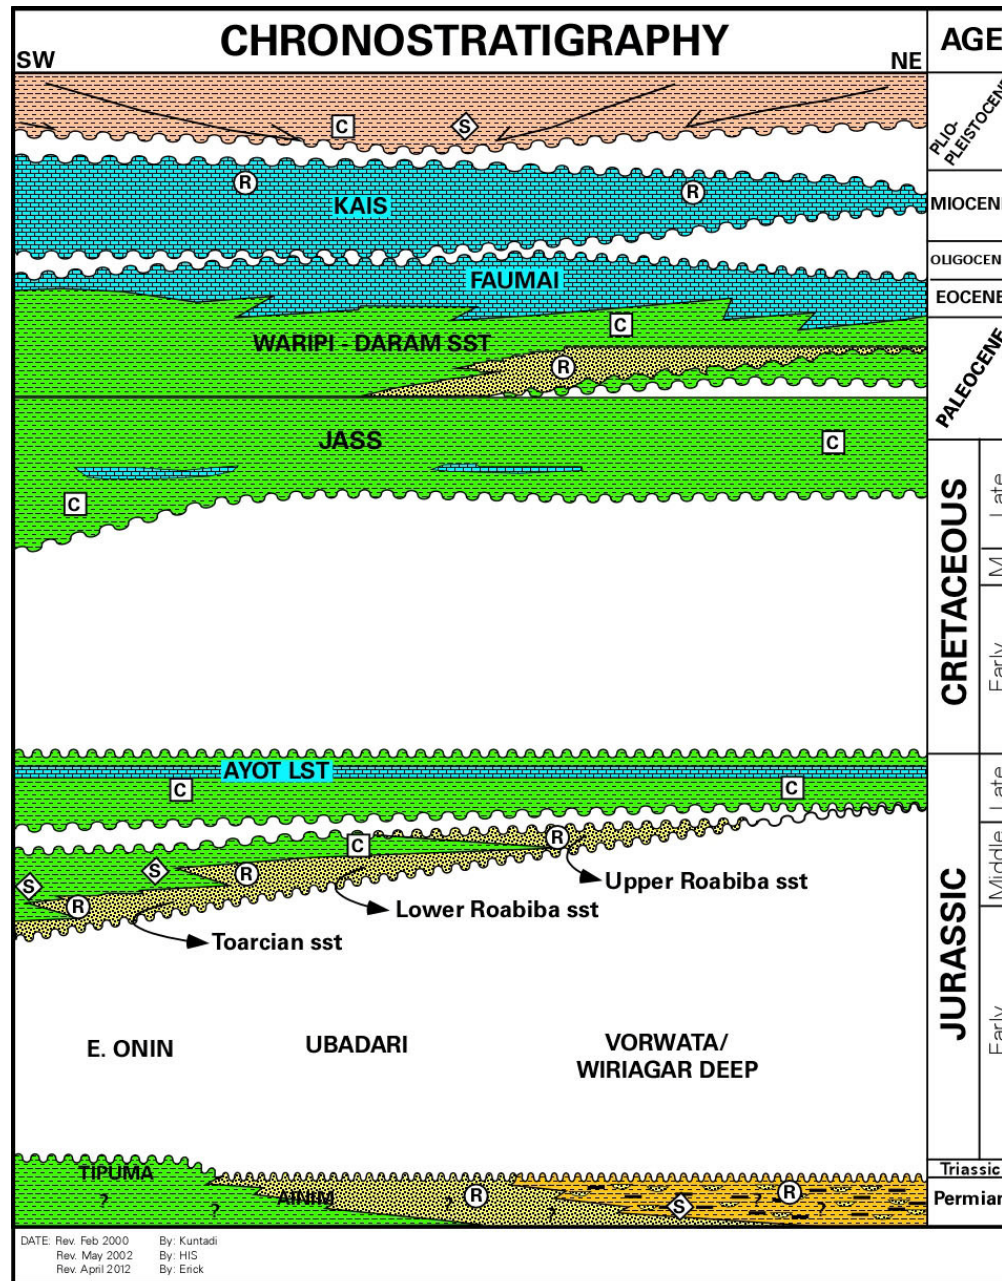 CHRONOSTRATIGRAPHY
AGE
SW
NE
PLIO-
PLEISTOCENE
C
S
R
R
KAIS
MIOCENE
OLIGOCENE
FAUMAI
EOCENE
C
WARIPI - DARAM SST
R
PALEOCENE
JASS
C
C
CRETACEOUS
Late
M
Early
AYOT LST
C
C
Late
C
R
S
S
R
R
Upper Roabiba sst
Lower Roabiba sst
Toarcian sst
Middle
JURASSIC
Early
E. ONIN
UBADARI
VORWATA/
WIRIAGAR DEEP
TIPUMA
Triassic
? ? AINIM R ? ? S ? R ?
Permian
DATE: Rev. Feb 2000 By: Kuntadi
Rev. May 2002 By: HIS
Rev. April 2012 By: Erick